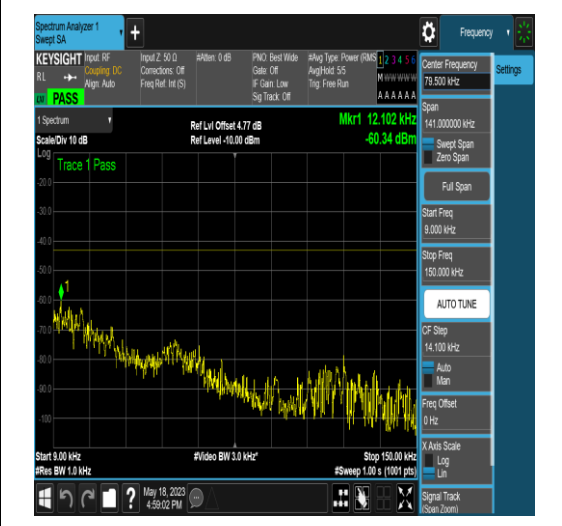 Spectrum Analyzer 1
Swept SA
+
Frequency
KEYSIGHT
RL
PASS
Input: RF
Coupling: DC
Align: Auto
Input Z: 50 Ω
Corrections: Off
Freq Ref: Int (S)
#Atten: 0 dB
PNO: Best Wide
Gate: Off
IF Gain: Low
Sig Track: Off
#Avg Type: Power (RMS
Avg|Hold: 5/5
Trig: Free Run
1 2 3 4 5 6
M W W W W W
A A A A A A
1 Spectrum
Scale/Div 10 dB
Ref Lvl Offset 4.77 dB
Ref Level -10.00 dBm
Mkr1 12.102 kHz
-60.34 dBm
Log
Trace 1 Pass
-20.0
-30.0
-40.0
-50.0
-60.0
-70.0
-80.0
-90.0
-100
1
Start 9.00 kHz
#Res BW 1.0 kHz
#Video BW 3.0 kHz*
Stop 150.00 kHz
#Sweep 1.00 s (1001 pts)
?
May 18, 2023
4:59:02 PM
Center Frequency
79.500 kHz
Span
141.000000 kHz
Swept Span
Zero Span
Full Span
Start Freq
9.000 kHz
Stop Freq
150.000 kHz
AUTO TUNE
CF Step
14.100 kHz
Auto
Man
Freq Offset
0 Hz
X Axis Scale
Log
Lin
Signal Track
(Span Zoom)
Settings